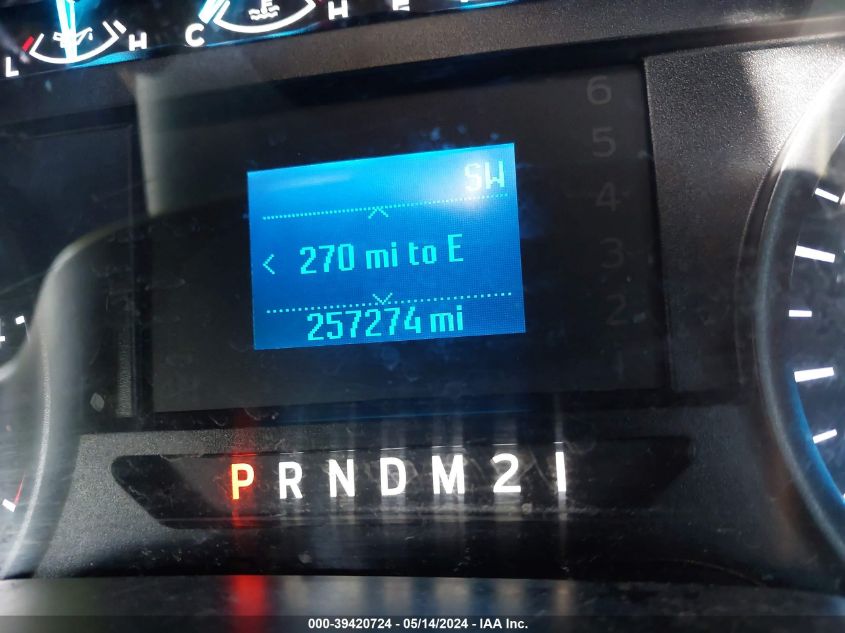 L H C H E
6
5
4
3
2
1
SW
< 270 mi to E
257274 mi
P R N D M 2 1
000-39420724 - 05/14/2024 - IAA Inc.